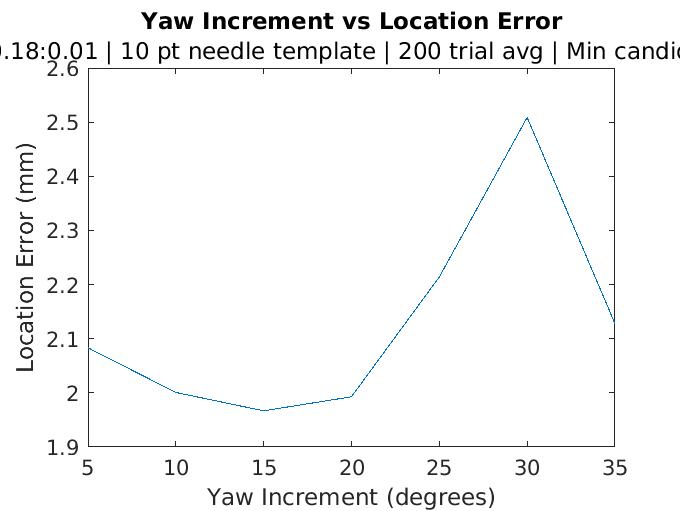 Yaw Increment vs Location Error
0.18:0.01 | 10 pt needle template | 200 trial avg | Min
2.6
2.5
2.4
2.3
2.2
2.1
2
1.9
Location Error (mm)
5 10 15 20 25 30 35
Yaw Increment (degrees)